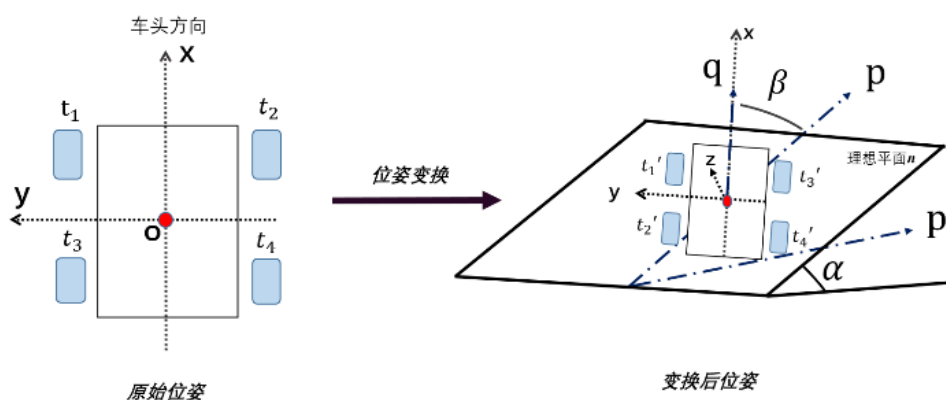 车头方向
x
t₁
t₂
y
O
t₃
t₄
原始位姿
位姿变换
x
q
β
p
理想平面n
t₁′
z
t₃′
y
t₂′
t₄′
p
α
变换后位姿